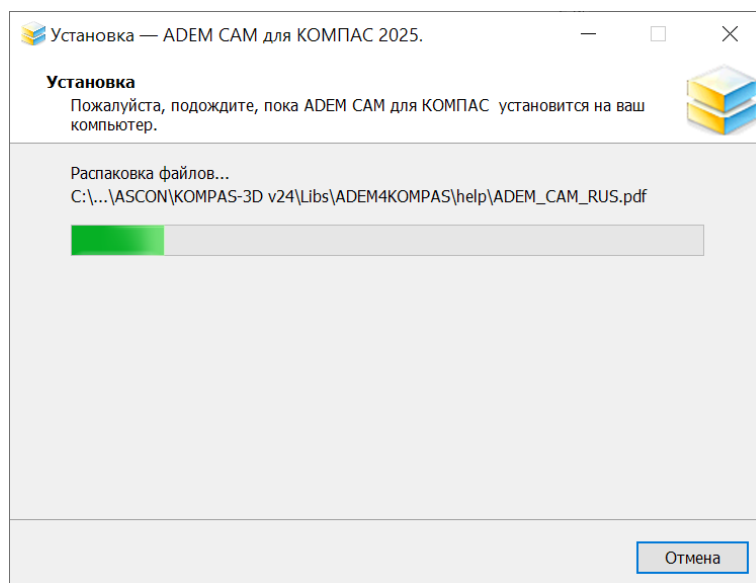 Установка — ADEM CAM для КОМПАС 2025.
Установка
Пожалуйста, подождите, пока ADEM CAM для КОМПАС  установится на ваш
компьютер.
Распаковка файлов...
C:\...\ASCON\KOMPAS-3D v24\Libs\ADEM4KOMPAS\help\ADEM_CAM_RUS.pdf
Отмена